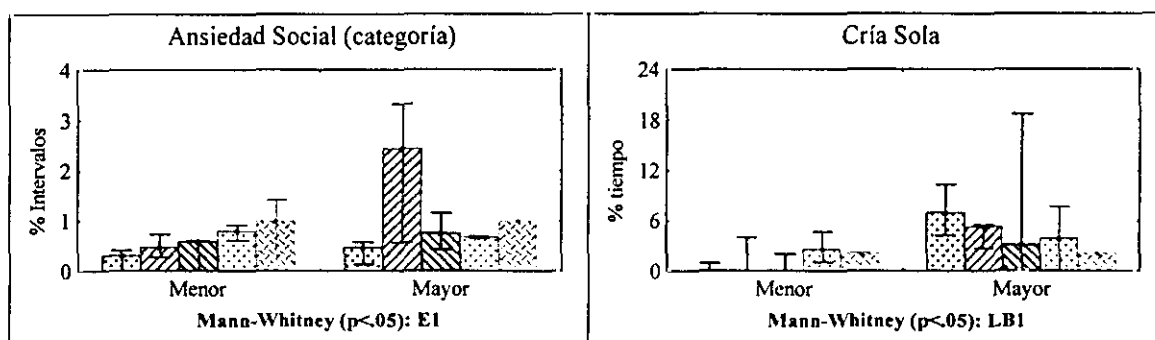 Ansiedad Social (categoría)
% Intervalos
4
3
2
1
0
Menor
Mayor
Mann-Whitney (p<.05): E1
Cría Sola
% tiempo
24
18
12
6
0
Menor
Mayor
Mann-Whitney (p<.05): LB1